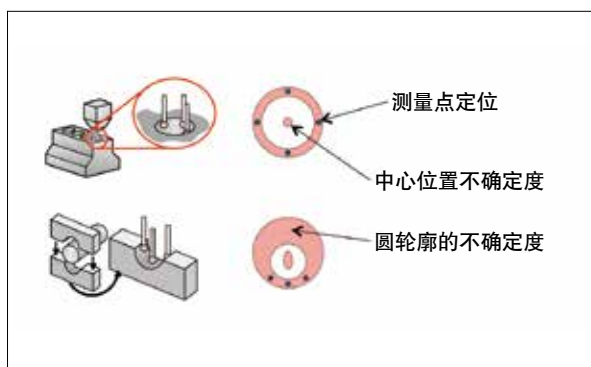 测量点定位
中心位置不确定度
圆轮廓的不确定度